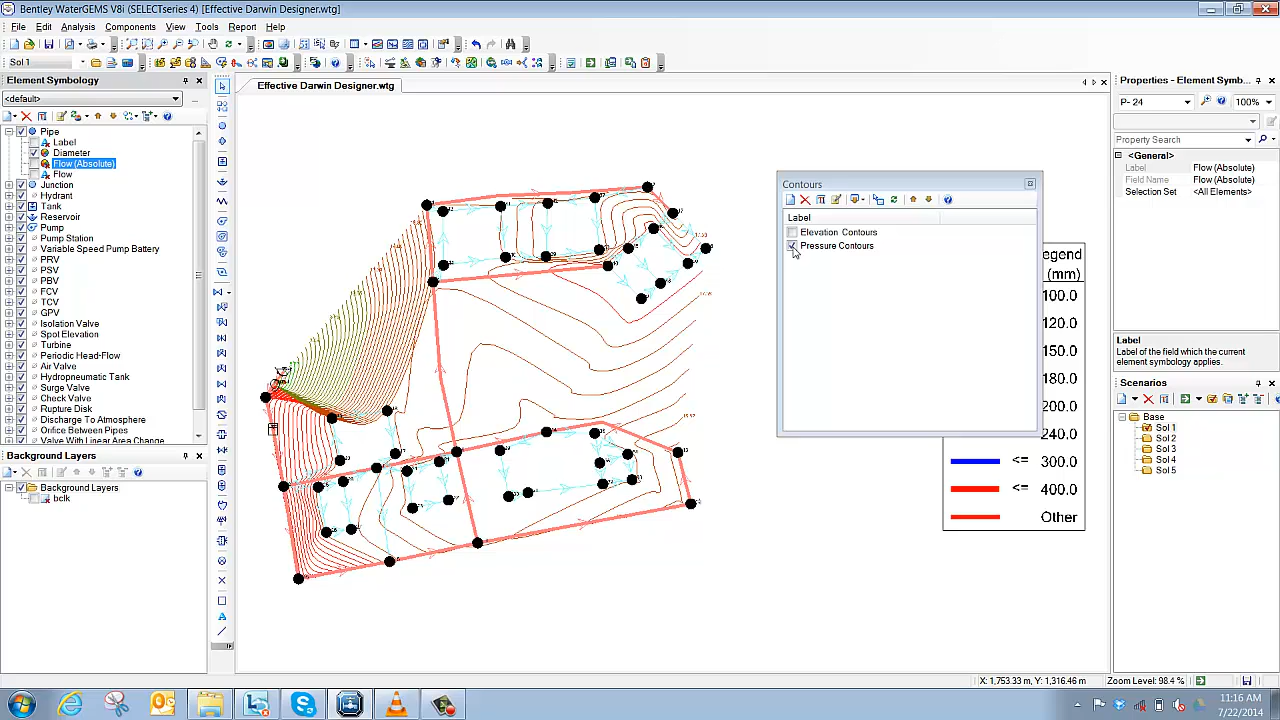 Bentley WaterGEMS V8i (SELECTseries 4) [Effective Darwin Designer.wtg]
File Edit Analysis Components View Tools Report Help
Sol 1
Element Symbology
<default>
Pipe
Label
Diameter
Flow (Absolute)
Flow
Junction
Hydrant
Tank
Reservoir
Pump
Pump Station
Variable Speed Pump Battery
PRV
PSV
PBV
FCV
TCV
GPV
Isolation Valve
Spot Elevation
Turbine
Periodic Head-Flow
Air Valve
Hydropneumatic Tank
Surge Valve
Check Valve
Rupture Disk
Discharge To Atmosphere
Orifice Between Pipes
Valve With Linear Area Change
Background Layers
Background Layers
bclk
Effective Darwin Designer.wtg
Contours
Label
Elevation Contours
Pressure Contours
egend
(mm)
100.0
120.0
150.0
180.0
200.0
240.0
<= 300.0
<= 400.0
Other
Properties - Element Symb...
P- 24
100%
Property Search
<General>
Label Flow (Absolute)
Field Name Flow (Absolute)
Selection Set <All Elements>
Label
Label of the field which the current
element symbology applies.
Scenarios
Base
Sol 1
Sol 2
Sol 3
Sol 4
Sol 5
X: 1,753.33 m, Y: 1,316.46 m Zoom Level: 98.4 %
11:16 AM
7/22/2014